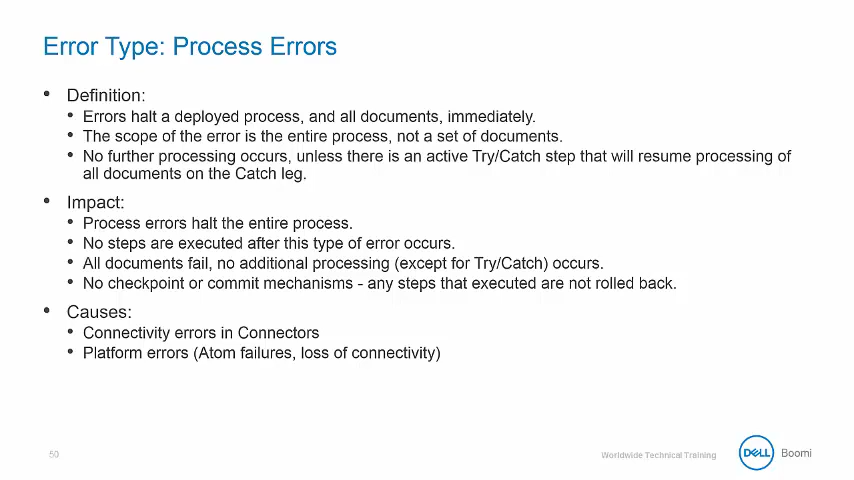 Error Type: Process Errors
• Definition:
• Errors halt a deployed process, and all documents, immediately.
• The scope of the error is the entire process, not a set of documents.
• No further processing occurs, unless there is an active Try/Catch step that will resume processing of
all documents on the Catch leg.
• Impact:
• Process errors halt the entire process.
• No steps are executed after this type of error occurs.
• All documents fail, no additional processing (except for Try/Catch) occurs.
• No checkpoint or commit mechanisms - any steps that executed are not rolled back.
• Causes:
• Connectivity errors in Connectors
• Platform errors (Atom failures, loss of connectivity)
50
Worldwide Technical Training
DELL
Boomi